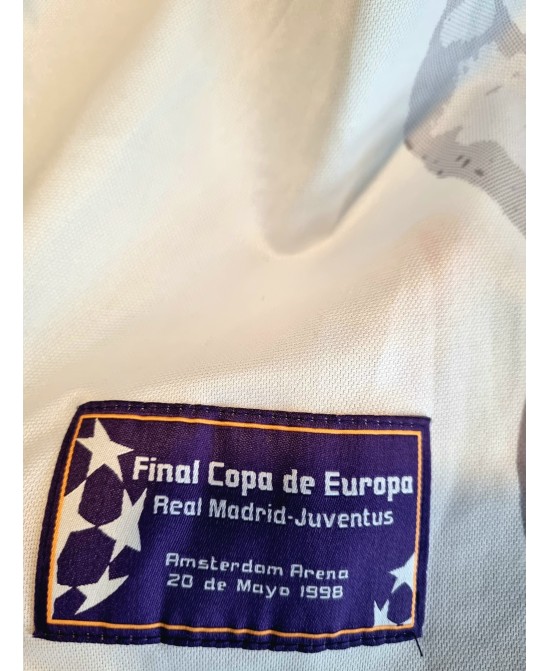 Final Copa de Europa
Real Madrid-Juventus
Amsterdam Arena
20 de Mayo 1998